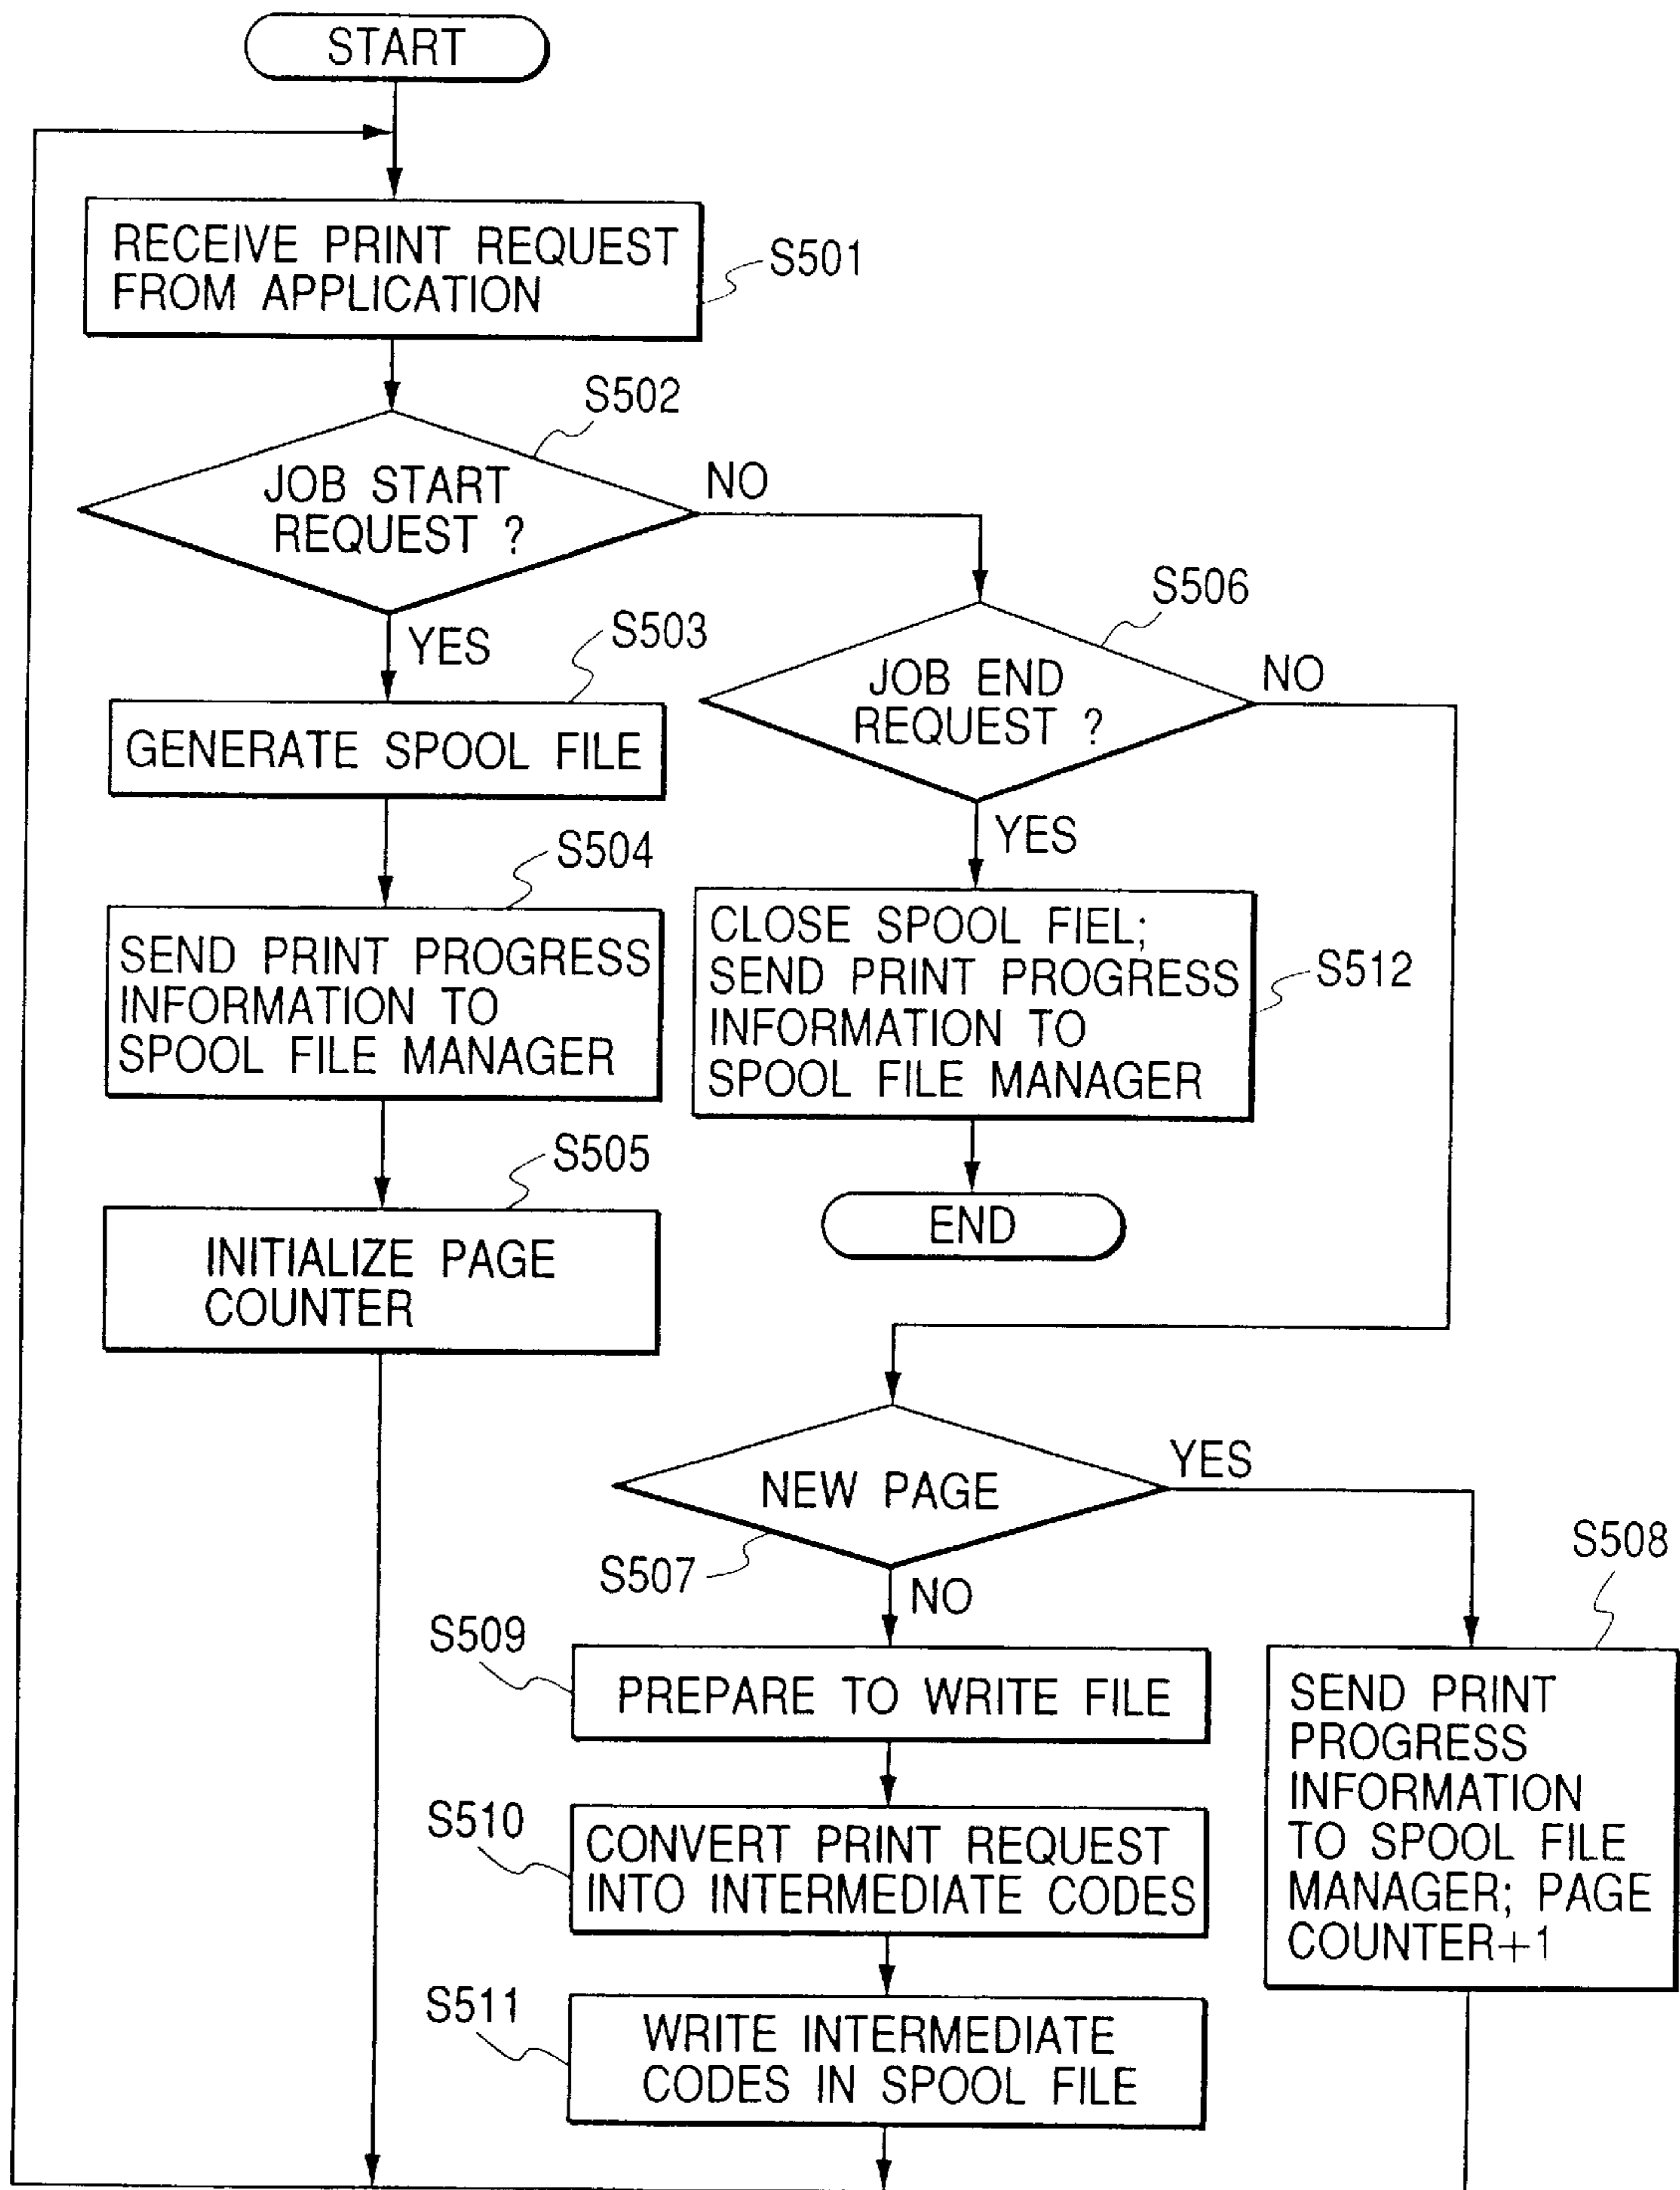 START
RECEIVE PRINT REQUEST
FROM APPLICATION
S501
S502
JOB START
REQUEST ?
NO
YES
S503
GENERATE SPOOL FILE
S504
SEND PRINT PROGRESS
INFORMATION TO
SPOOL FILE MANAGER
S505
INITIALIZE PAGE
COUNTER
S506
JOB END
REQUEST ?
NO
YES
CLOSE SPOOL FIEL;
SEND PRINT PROGRESS
INFORMATION TO
SPOOL FILE MANAGER
S512
END
NEW PAGE
YES
S507
NO
S508
SEND PRINT
PROGRESS
INFORMATION
TO SPOOL FILE
MANAGER; PAGE
COUNTER+1
S509
PREPARE TO WRITE FILE
S510
CONVERT PRINT REQUEST
INTO INTERMEDIATE CODES
S511
WRITE INTERMEDIATE
CODES IN SPOOL FILE